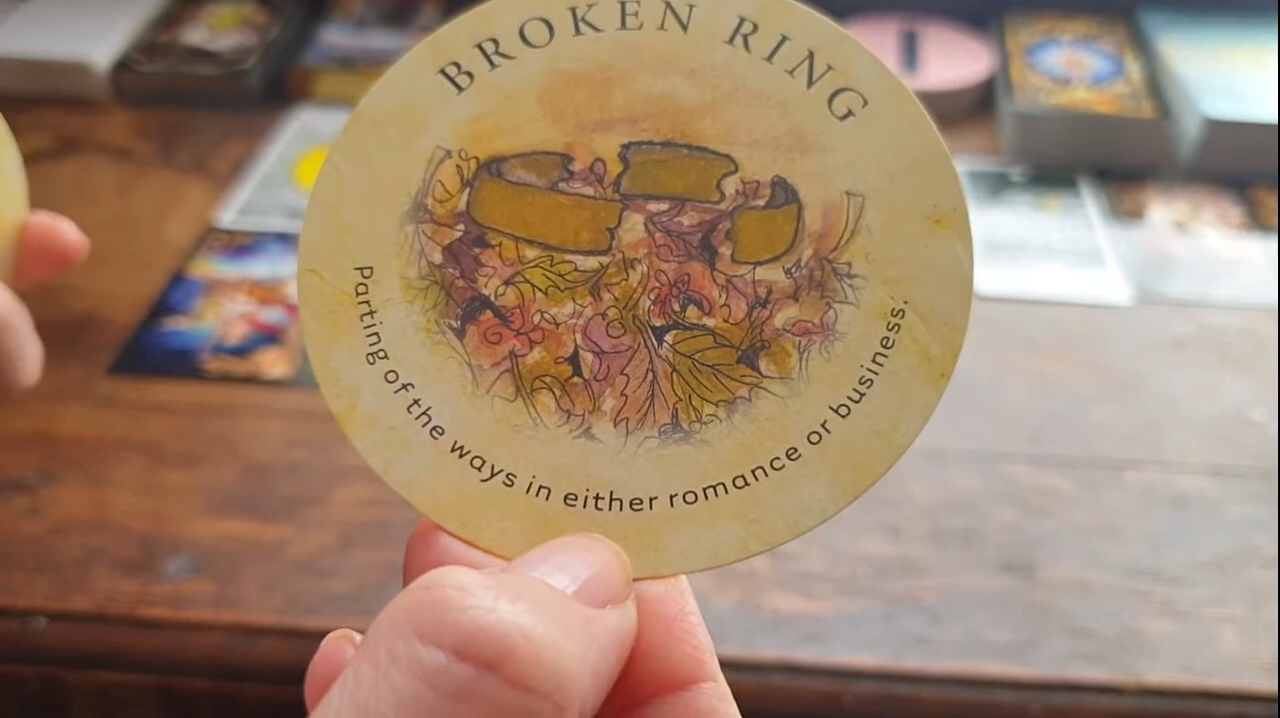 BROKEN RING
Parting of the ways in either romance or business.